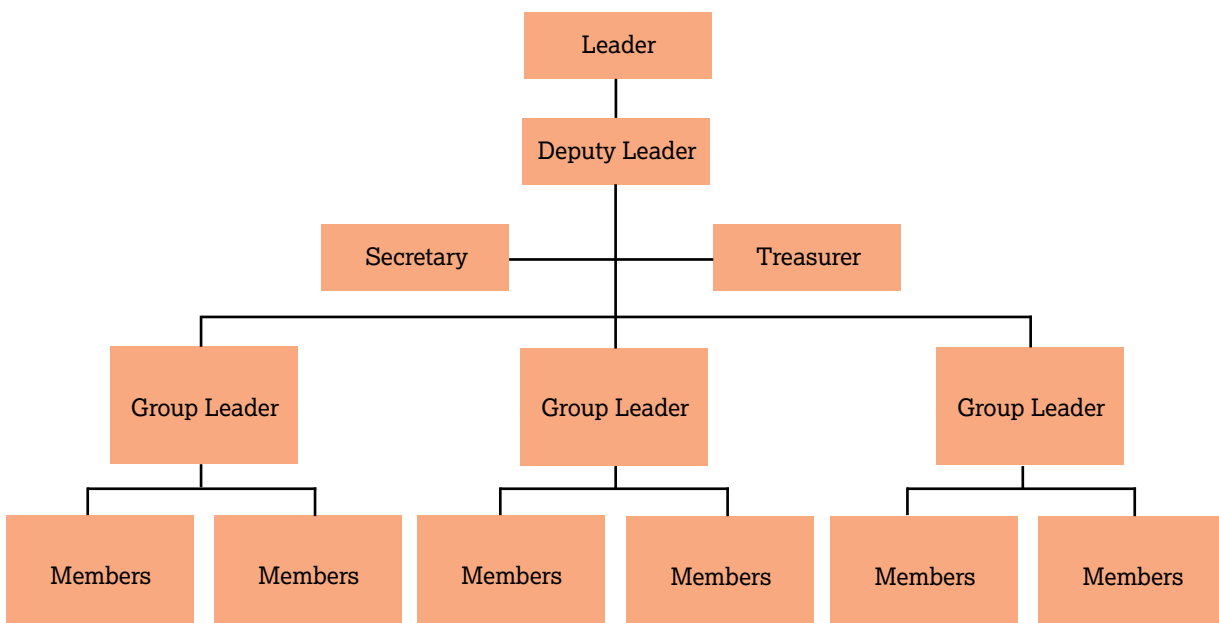 Leader
Deputy Leader
Secretary
Treasurer
Group Leader
Group Leader
Group Leader
Members
Members
Members
Members
Members
Members